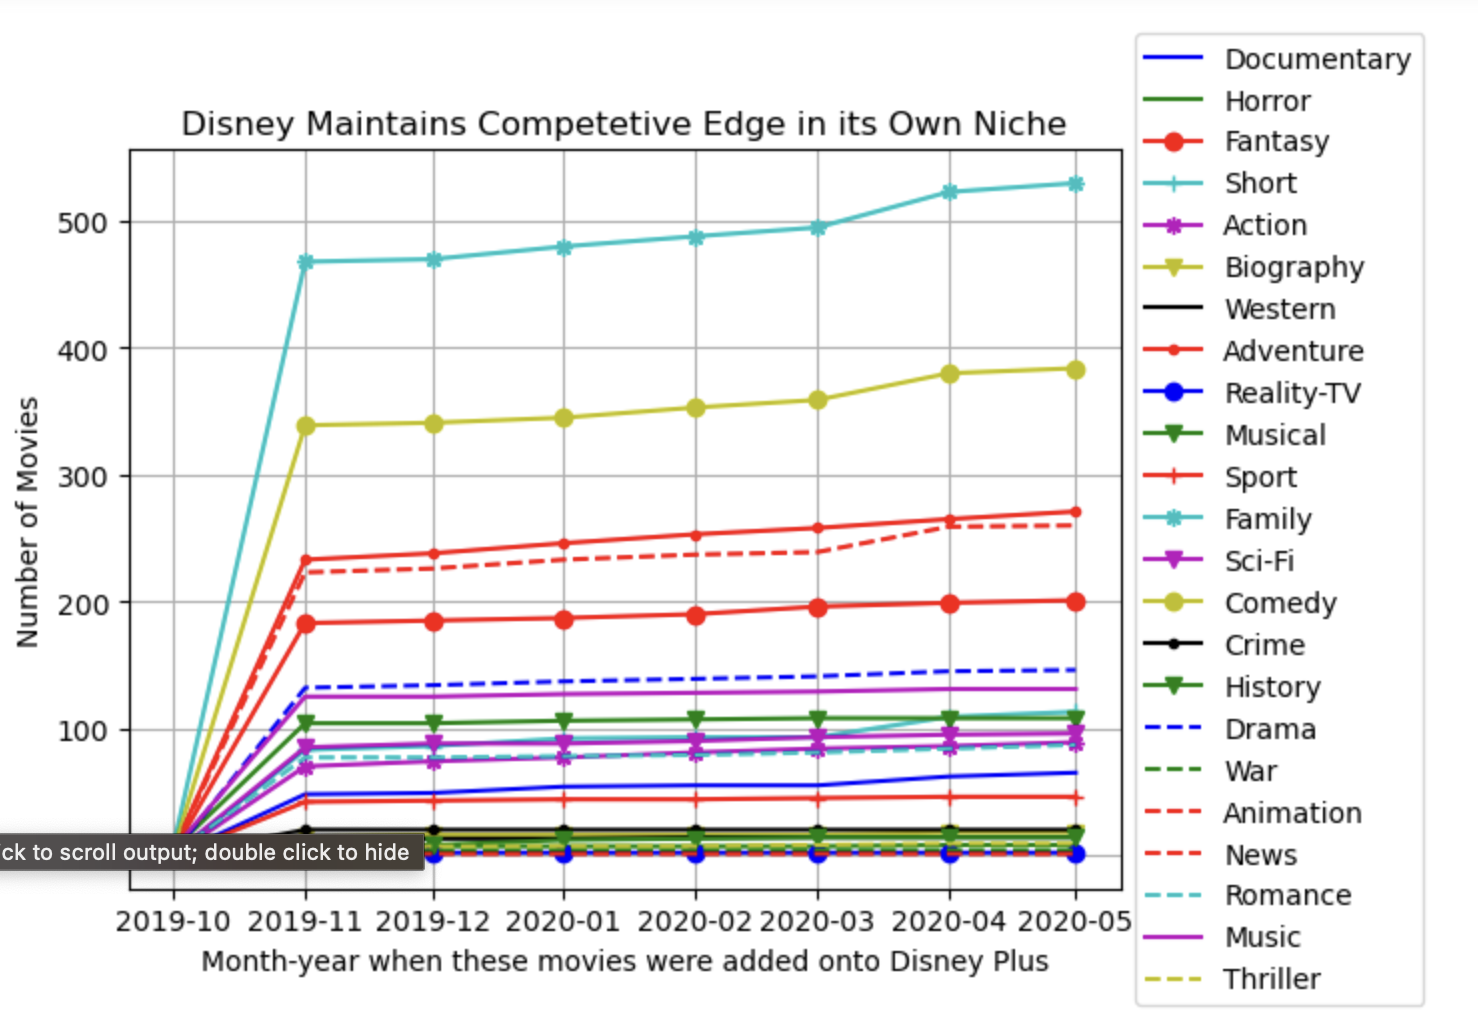 Disney Maintains Competetive Edge in its Own Niche
Number of Movies
500
400
300
200
100
ck to scroll output; double click to hide
2019-10 2019-11 2019-12 2020-01 2020-02 2020-03 2020-04 2020-05
Month-year when these movies were added onto Disney Plus
Documentary
Horror
Fantasy
Short
Action
Biography
Western
Adventure
Reality-TV
Musical
Sport
Family
Sci-Fi
Comedy
Crime
History
Drama
War
Animation
News
Romance
Music
Thriller